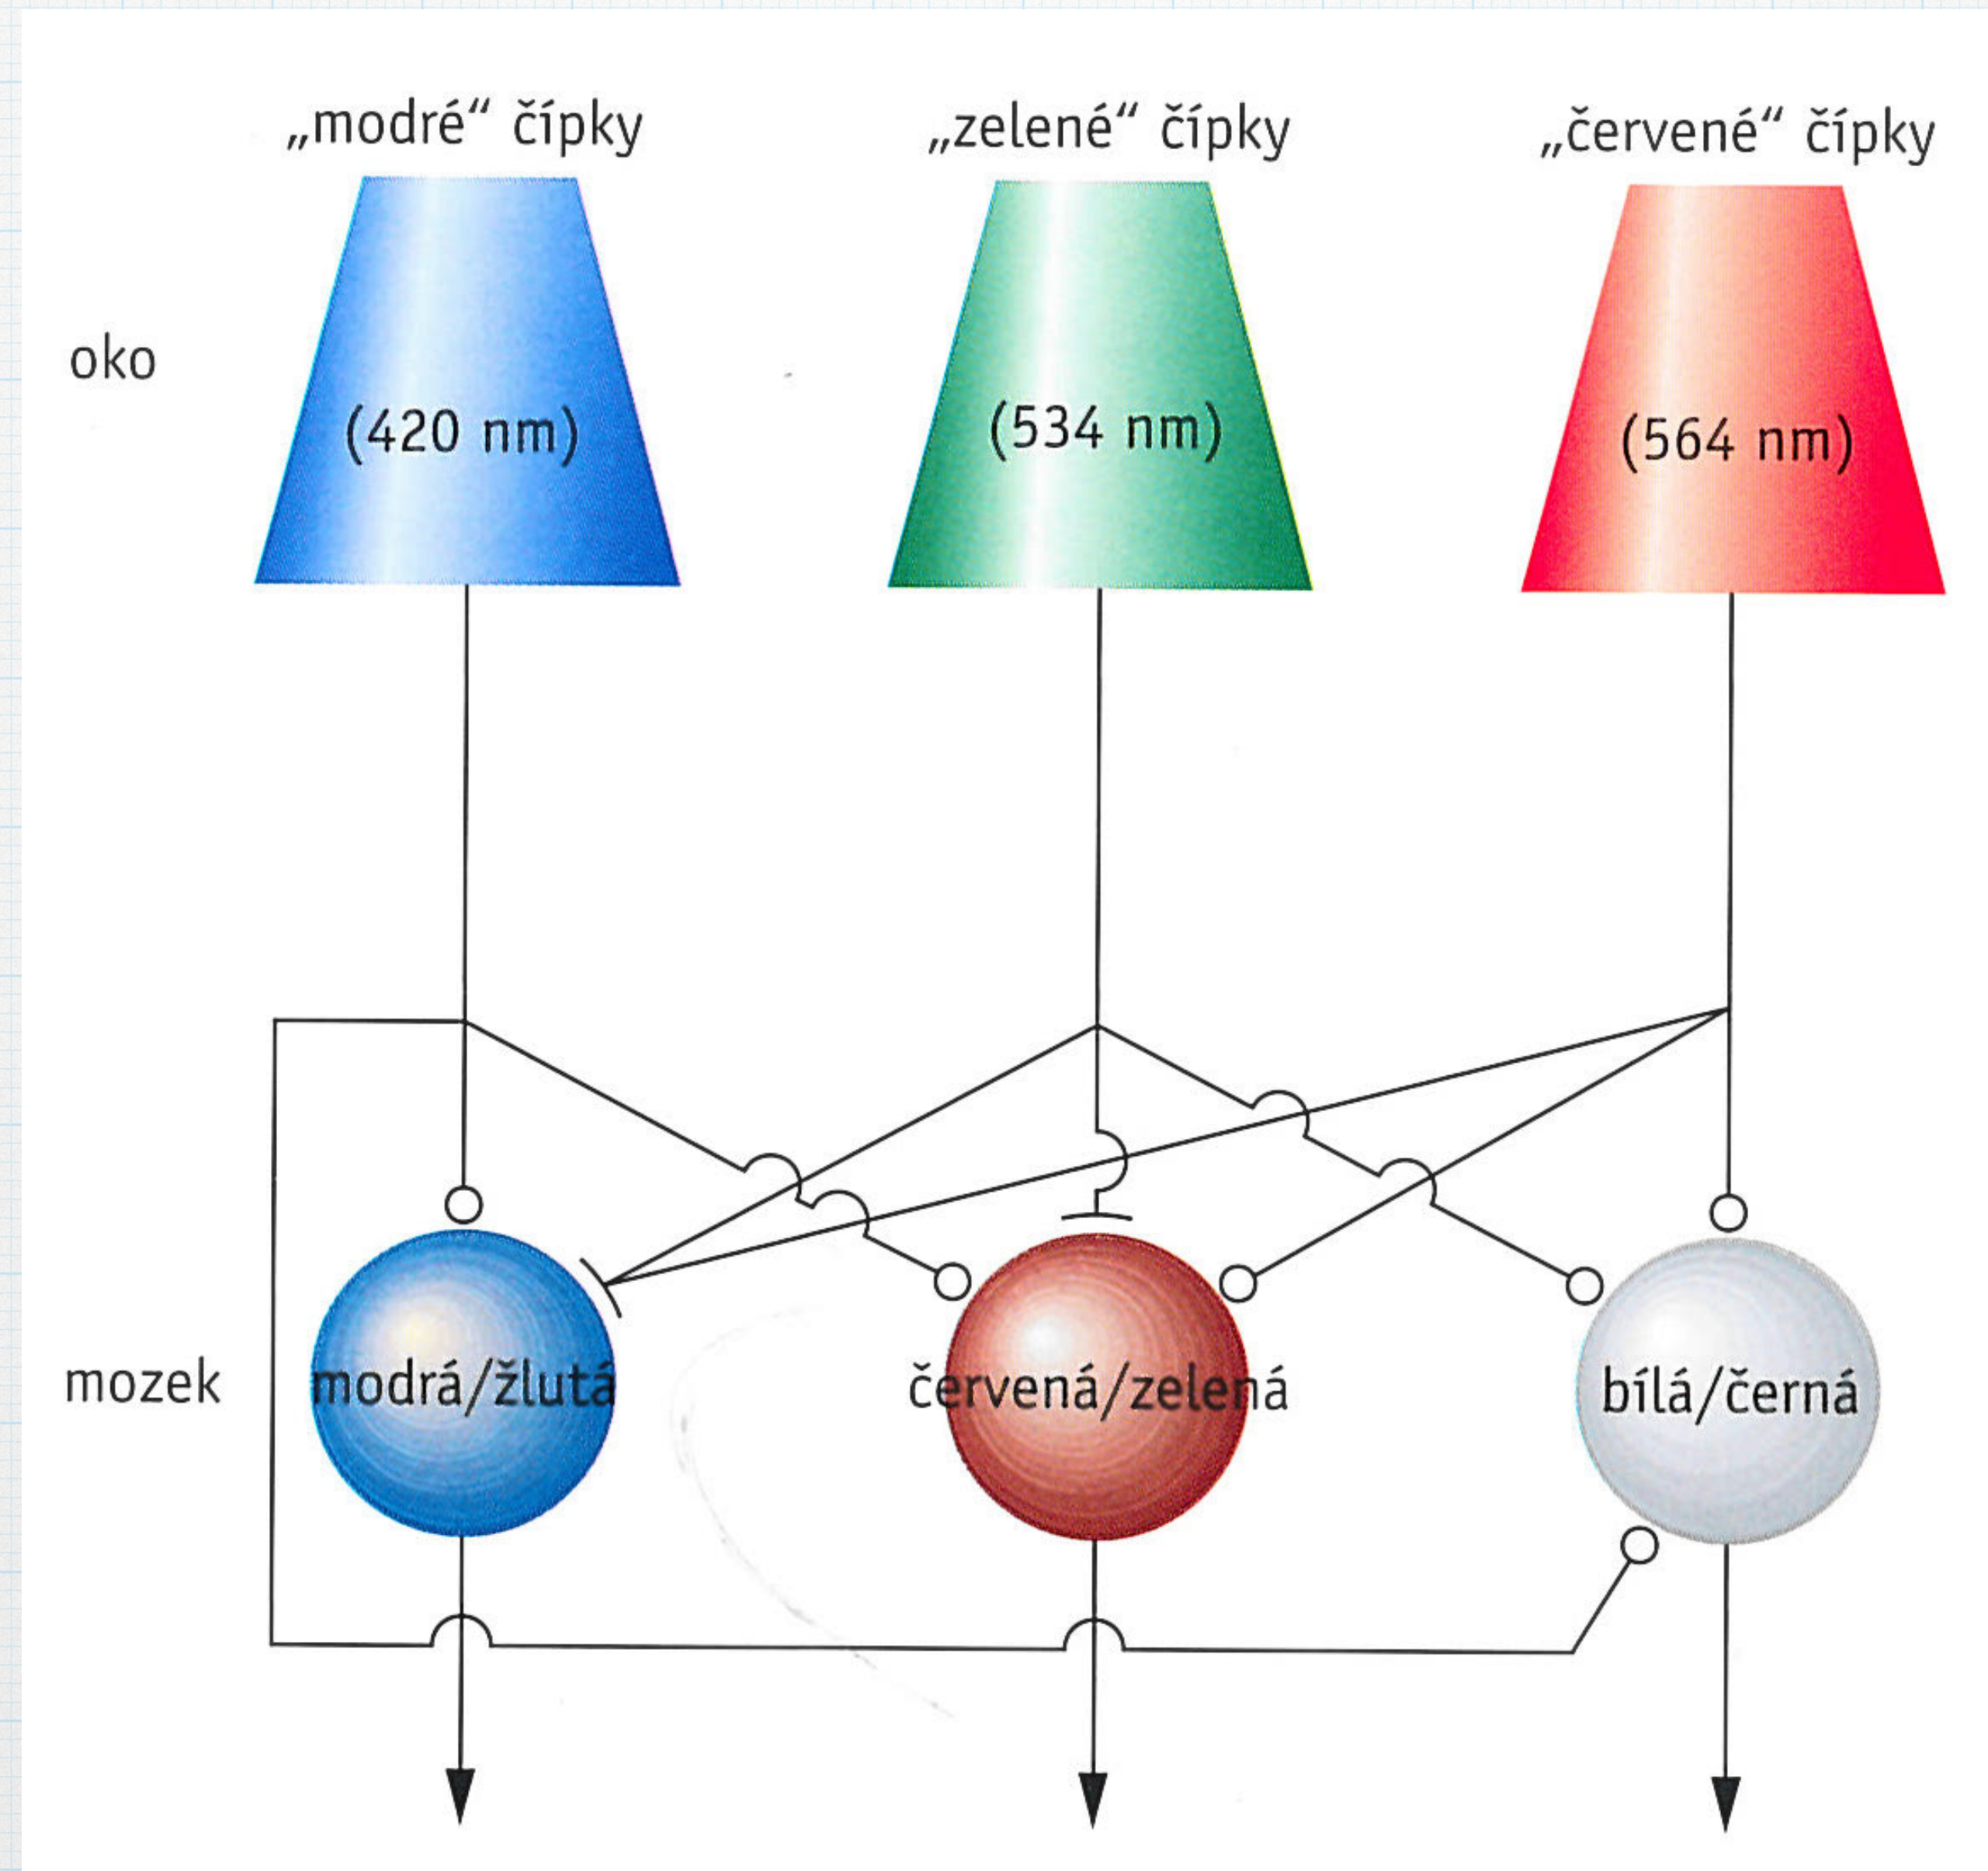 „modré“ čípky
„zelené“ čípky
„červené“ čípky
oko
(420 nm)
(534 nm)
(564 nm)
mozek
modrá/žlutá
červená/zelená
bílá/černá